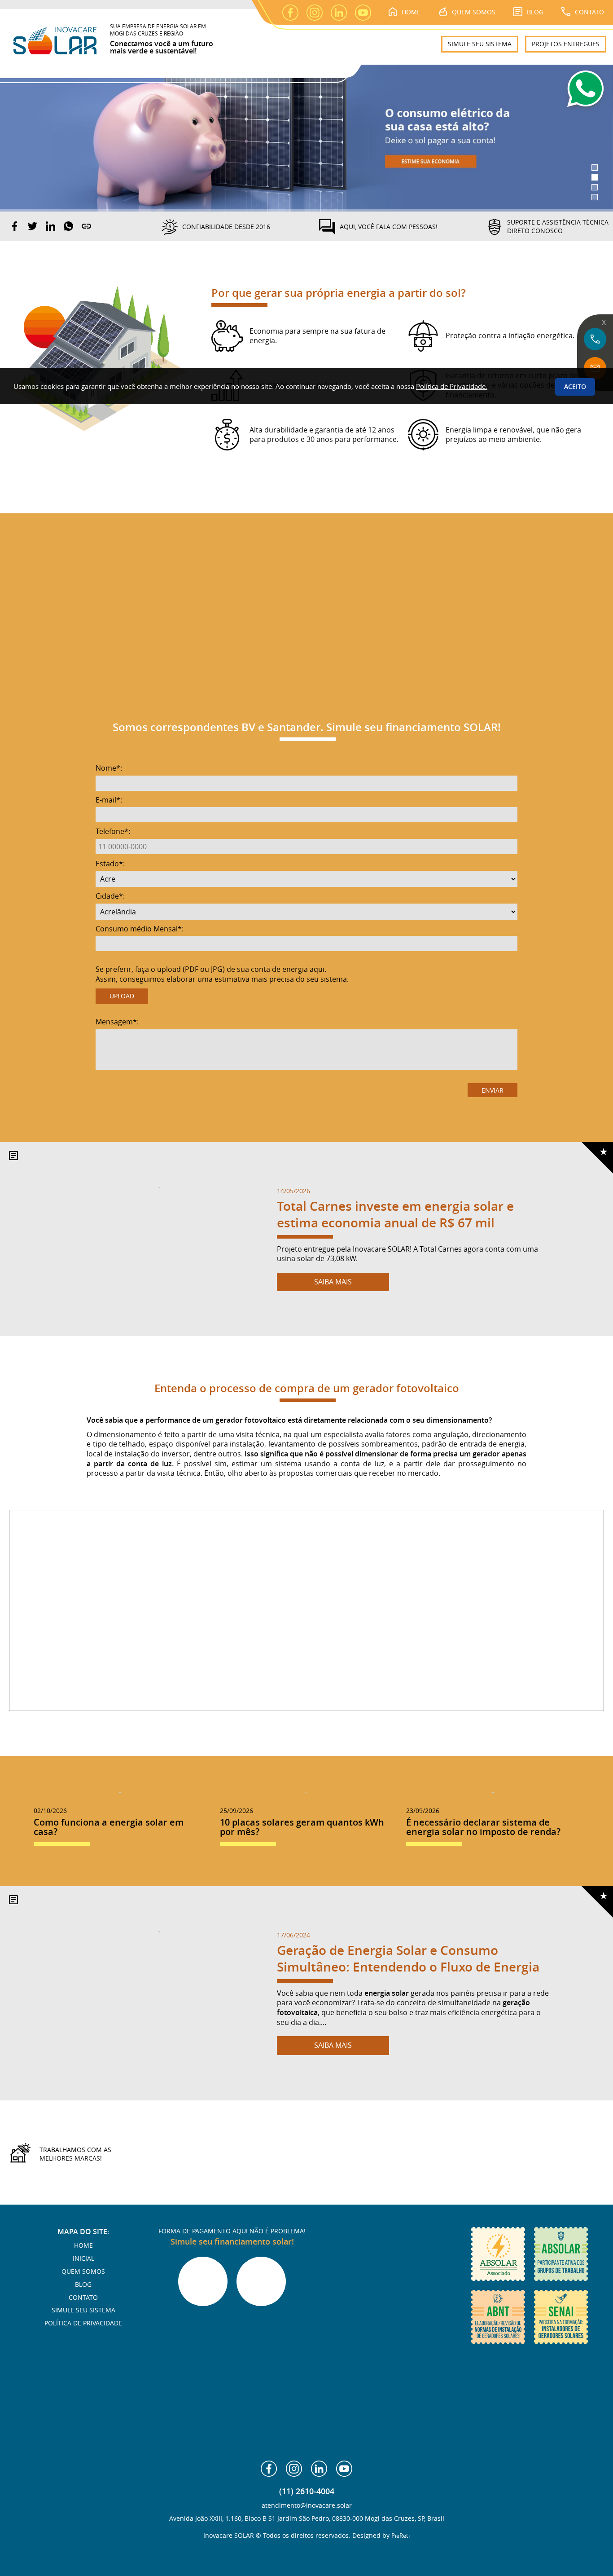 INOVACARE
SOLAR
SUA EMPRESA DE ENERGIA SOLAR EM
MOGI DAS CRUZES E REGIÃO
Conectamos você a um futuro
mais verde e sustentável!
HOME
QUEM SOMOS
BLOG
CONTATO
SIMULE SEU SISTEMA
PROJETOS ENTREGUES
O consumo elétrico da
sua casa está alto?
Deixe o sol pagar a sua conta!
ESTIME SUA ECONOMIA
CONFIABILIDADE DESDE 2016
AQUI, VOCÊ FALA COM PESSOAS!
SUPORTE E ASSISTÊNCIA TÉCNICA
DIRETO CONOSCO
Por que gerar sua própria energia a partir do sol?
X
Economia para sempre na sua fatura de
energia.
Proteção contra a inflação energética.
Usamos cookies para garantir que você obtenha a melhor experiência no nosso site. Ao continuar navegando, você aceita a nossa Política de Privacidade.
ACEITO
Alta durabilidade e garantia de até 12 anos
para produtos e 30 anos para performance.
Energia limpa e renovável, que não gera
prejuízos ao meio ambiente.
Somos correspondentes BV e Santander. Simule seu financiamento SOLAR!
Nome*:
E-mail*:
Telefone*:
11 00000-0000
Estado*:
Acre
Cidade*:
Acrelândia
Consumo médio Mensal*:
Se preferir, faça o upload (PDF ou JPG) de sua conta de energia aqui.
Assim, conseguimos elaborar uma estimativa mais precisa do seu sistema.
UPLOAD
Mensagem*:
ENVIAR
14/05/2026
Total Carnes investe em energia solar e
estima economia anual de R$ 67 mil
Projeto entregue pela Inovacare SOLAR! A Total Carnes agora conta com uma
usina solar de 73,08 kW.
SAIBA MAIS
Entenda o processo de compra de um gerador fotovoltaico
Você sabia que a performance de um gerador fotovoltaico está diretamente relacionada com o seu dimensionamento?
O dimensionamento é feito a partir de uma visita técnica, na qual um especialista avalia fatores como angulação, direcionamento
e tipo de telhado, espaço disponível para instalação, levantamento de possíveis sombreamentos, padrão de entrada de energia,
local de instalação do inversor, dentre outros. Isso significa que não é possível dimensionar de forma precisa um gerador apenas
a partir da conta de luz. É possível sim, estimar um sistema usando a conta de luz, e a partir dele dar prosseguimento no
processo a partir da visita técnica. Então, olho aberto às propostas comerciais que receber no mercado.
02/10/2026
Como funciona a energia solar em
casa?
25/09/2026
10 placas solares geram quantos kWh
por mês?
23/09/2026
É necessário declarar sistema de
energia solar no imposto de renda?
17/06/2024
Geração de Energia Solar e Consumo
Simultâneo: Entendendo o Fluxo de Energia
Você sabia que nem toda energia solar gerada nos painéis precisa ir para a rede
para você economizar? Trata-se do conceito de simultaneidade na geração
fotovoltaica, que beneficia o seu bolso e traz mais eficiência energética para o
seu dia a dia....
SAIBA MAIS
TRABALHAMOS COM AS
MELHORES MARCAS!
MAPA DO SITE:
HOME
INICIAL
QUEM SOMOS
BLOG
CONTATO
SIMULE SEU SISTEMA
POLÍTICA DE PRIVACIDADE
FORMA DE PAGAMENTO AQUI NÃO É PROBLEMA!
Simule seu financiamento solar!
ABSOLAR
Associado
ABSOLAR
PARTICIPANTE ATIVA DOS
GRUPOS DE TRABALHO
ABNT
ELABORAÇÃO/REVISÃO DE
NORMAS DE INSTALAÇÃO
DE GERADORES SOLARES
SENAI
PARCEIRA NA FORMAÇÃO
INSTALADORES DE
GERADORES SOLARES
(11) 2610-4004
atendimento@inovacare.solar
Avenida João XXIII, 1.160, Bloco B S1 Jardim São Pedro, 08830-000 Mogi das Cruzes, SP, Brasil
Inovacare SOLAR © Todos os direitos reservados. Designed by PieReti